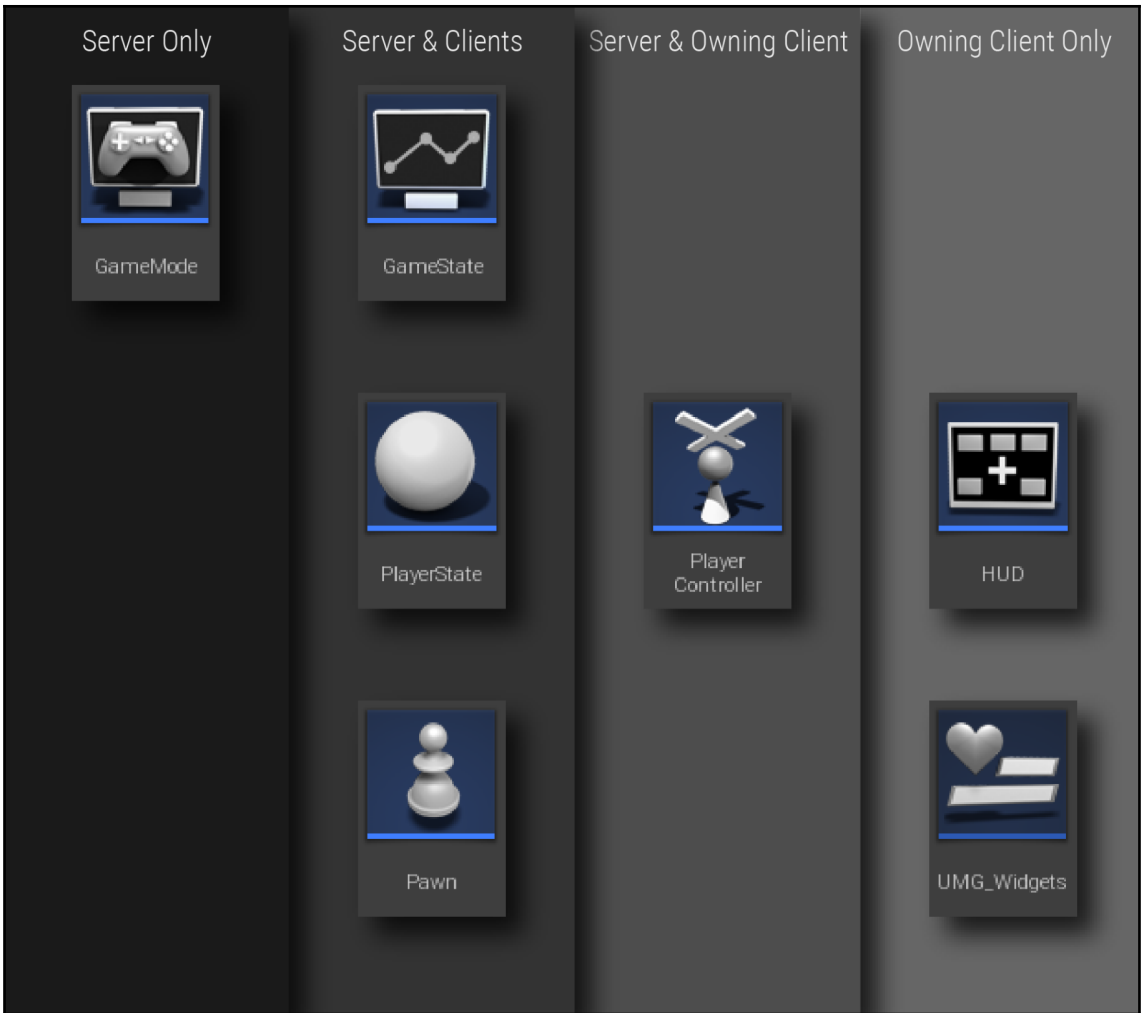 Server Only
Server & Clients
Server & Owning Client
Owning Client Only
GameMode
GameState
PlayerState
Player
Controller
HUD
Pawn
UMG_Widgets